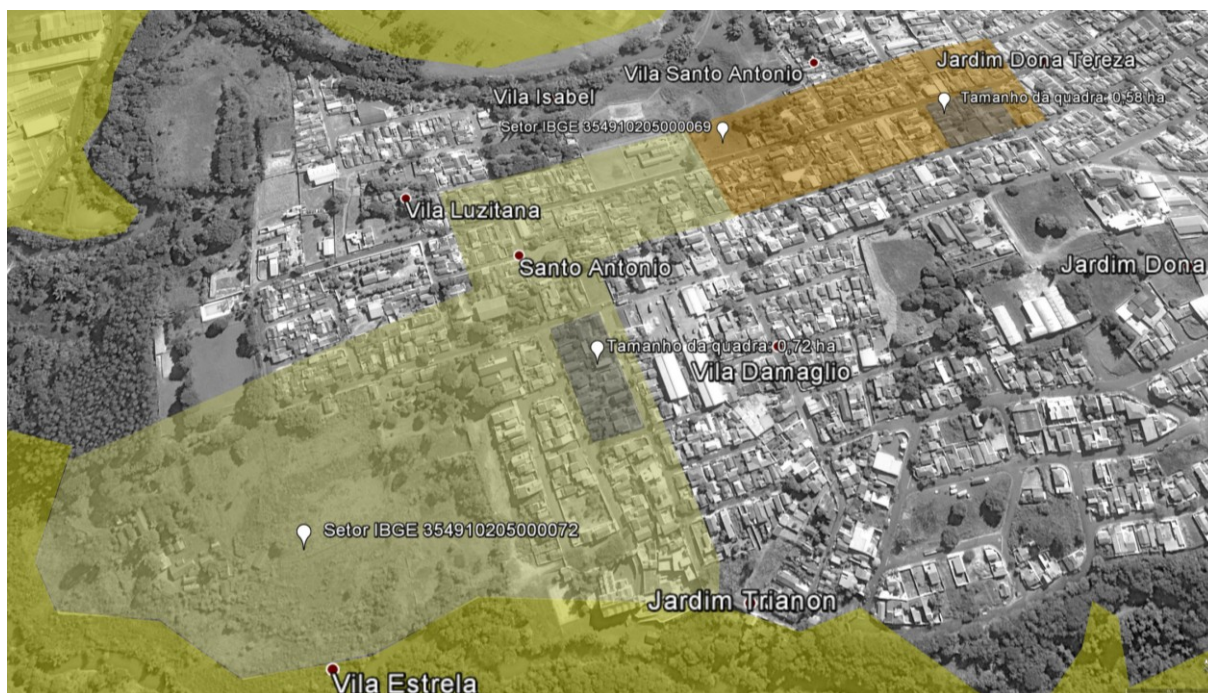 Vila Santo Antonio
Jardim Dona Tereza
Vila Isabel
Tamanho da quadra: 0,58 ha
Setor IBGE 354910205000069
Vila Luzitana
Santo Antonio
Jardim Dona
Tamanho da quadra: 0,72 ha
Vila Damaglio
Setor IBGE 354910205000072
Jardim Trianon
Vila Estrela